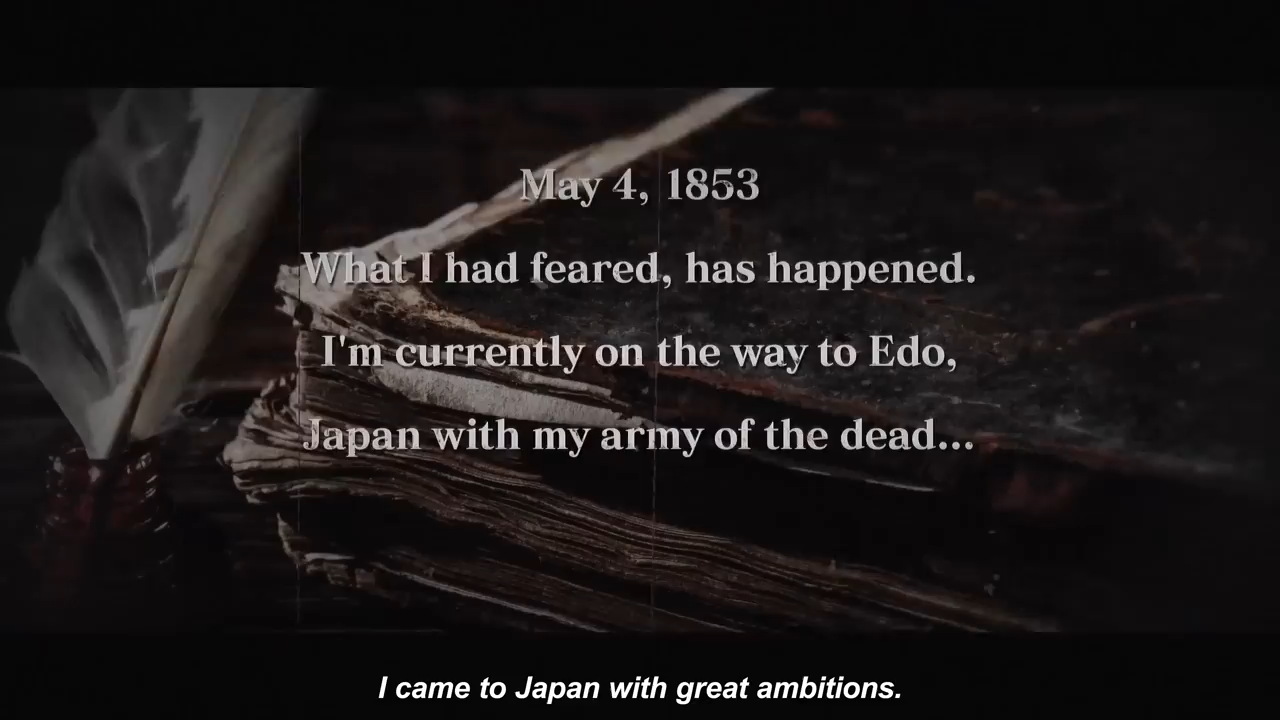 May 4, 1853
What I had feared, has happened.
I'm currently on the way to Edo,
Japan with my army of the dead...
I came to Japan with great ambitions.